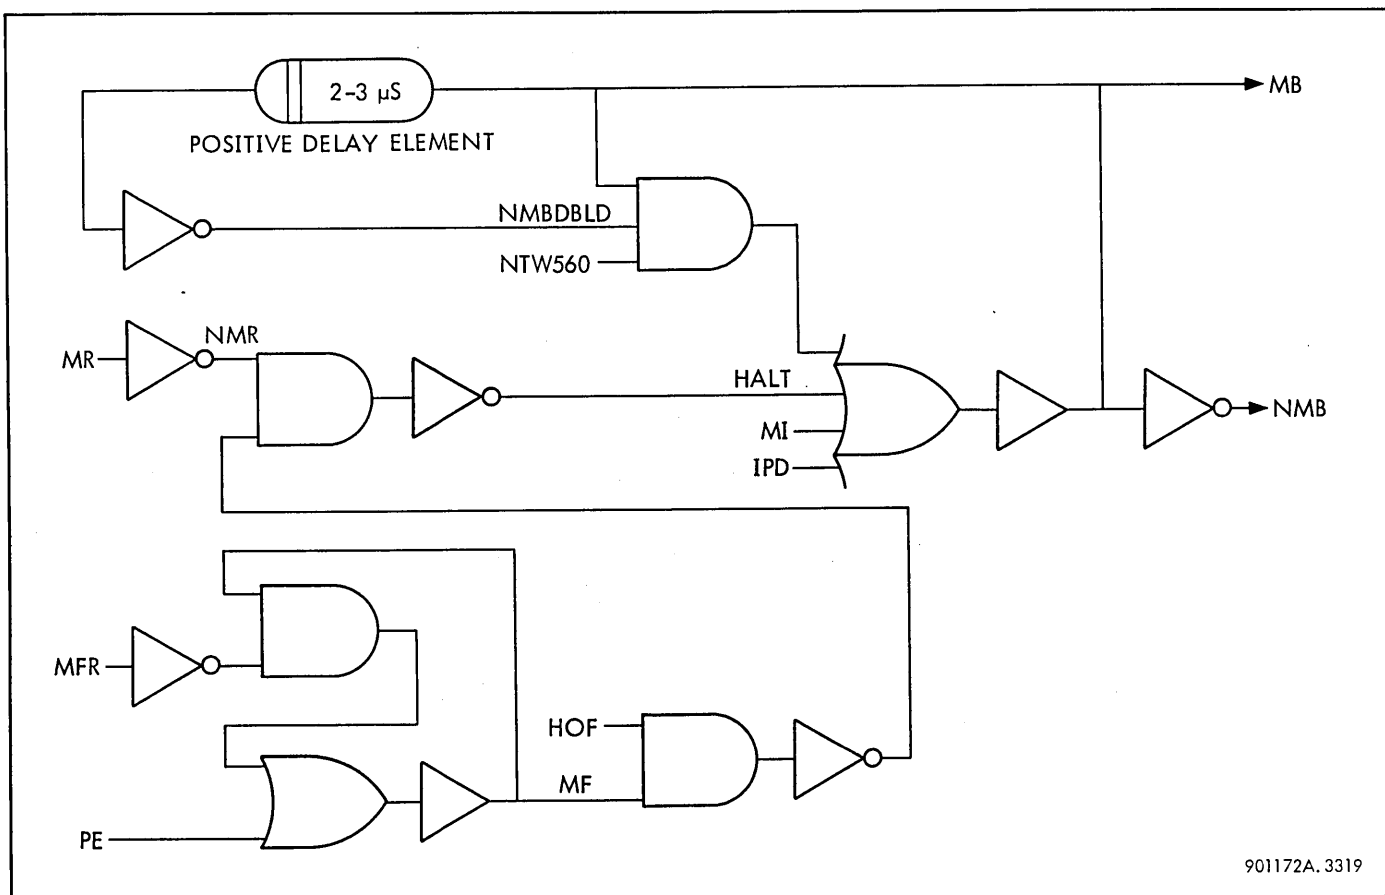 2-3 µS
MB
POSITIVE DELAY ELEMENT
NMBDBLD
NTW560
MR
NMR
HALT
MI
IPD
NMB
MFR
HOF
MF
PE
901172A.3319